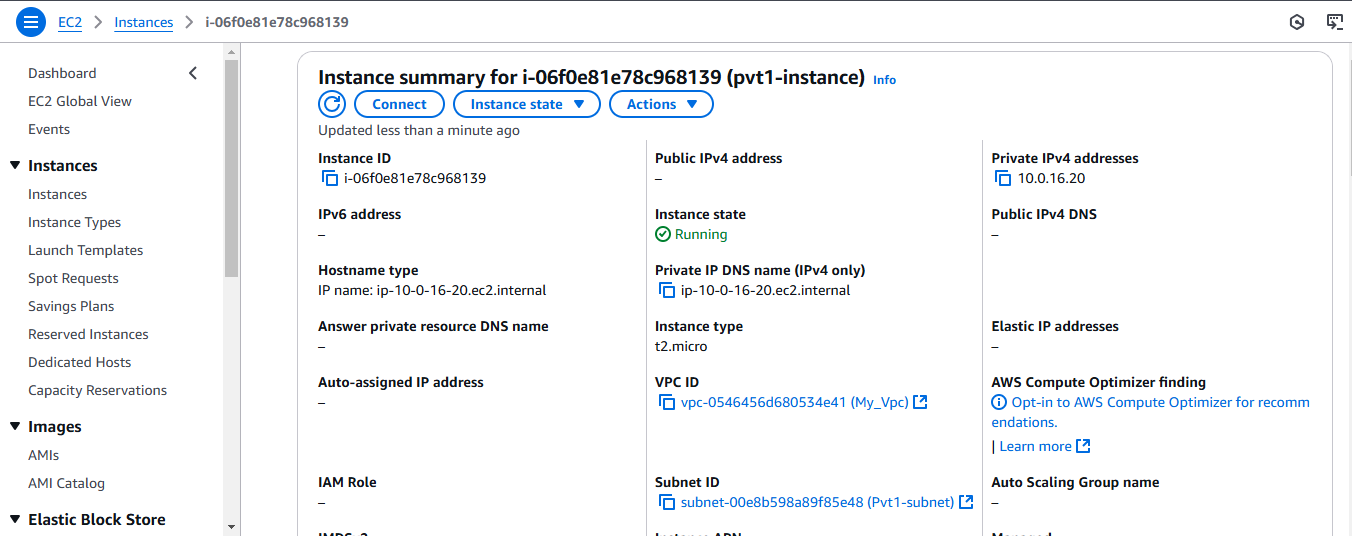 EC2 > Instances > i-06f0e81e78c968139
Dashboard
EC2 Global View
Events
Instances
Instances
Instance Types
Launch Templates
Spot Requests
Savings Plans
Reserved Instances
Dedicated Hosts
Capacity Reservations
Images
AMIs
AMI Catalog
Elastic Block Store
Instance summary for i-06f0e81e78c968139 (pvt1-instance) Info
Connect Instance state Actions
Updated less than a minute ago
Instance ID
i-06f0e81e78c968139
Public IPv4 address
–
Private IPv4 addresses
10.0.16.20
IPv6 address
–
Instance state
Running
Public IPv4 DNS
–
Hostname type
IP name: ip-10-0-16-20.ec2.internal
Private IP DNS name (IPv4 only)
ip-10-0-16-20.ec2.internal
Answer private resource DNS name
–
Instance type
t2.micro
Elastic IP addresses
–
Auto-assigned IP address
–
VPC ID
vpc-0546456d680534e41 (My_Vpc)
AWS Compute Optimizer finding
Opt-in to AWS Compute Optimizer for recomm
endations.
| Learn more
IAM Role
–
Subnet ID
subnet-00e8b598a89f85e48 (Pvt1-subnet)
Auto Scaling Group name
–